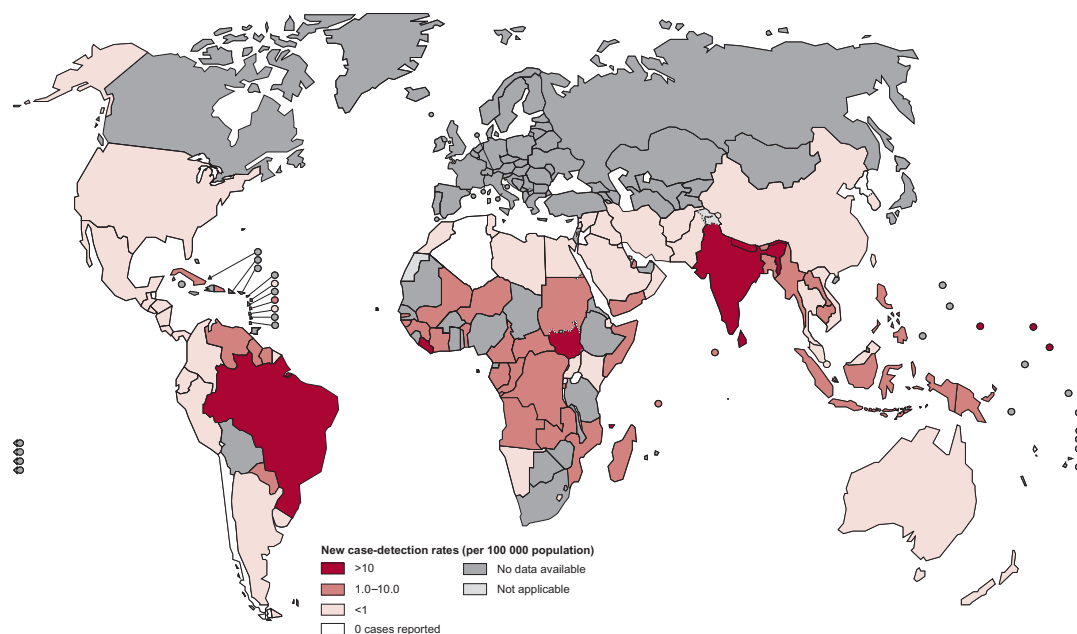 New case-detection rates (per 100 000 population)
>10
1.0–10.0
<1
0 cases reported
No data available
Not applicable